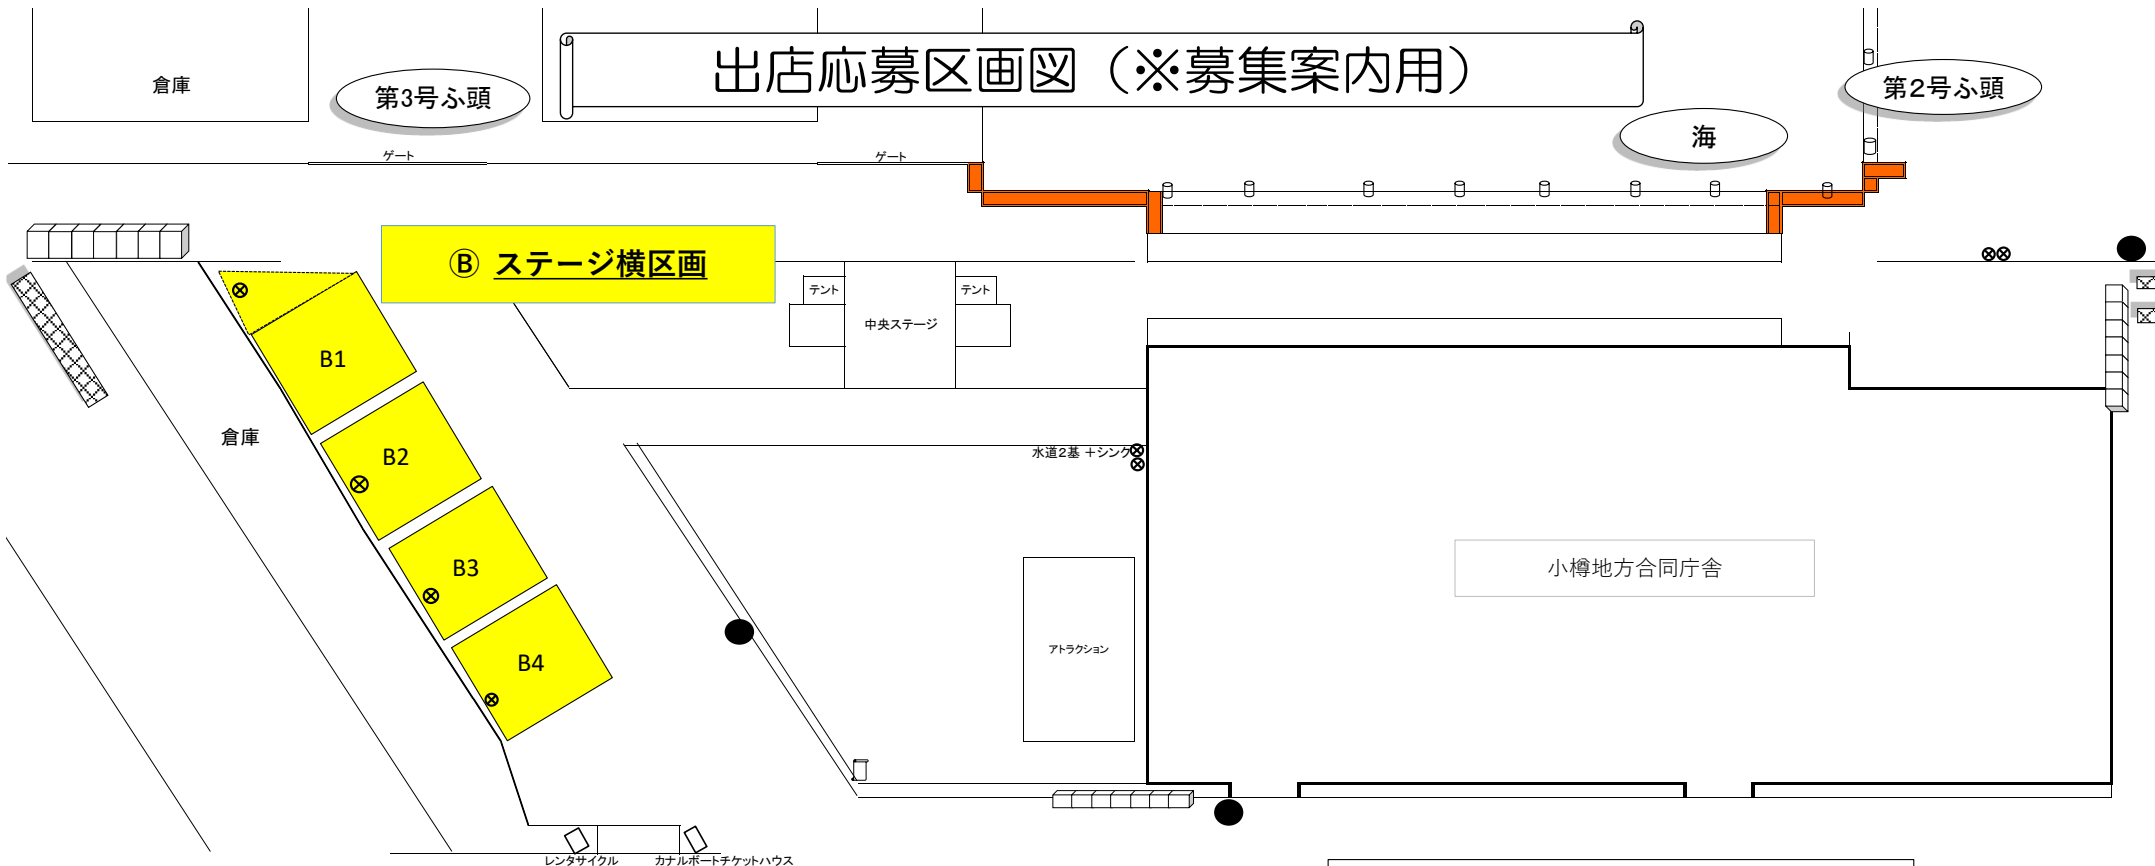 出店応募区画図（※募集案内用）
倉庫
第3号ふ頭
第2号ふ頭
海
ゲート
ゲート
Ⓑ ステージ横区画
テント
テント
中央ステージ
B1
倉庫
B2
水道2基 +シンク
B3
小樽地方合同庁舎
アトラクション
B4
レンタサイクル
カナルボートチケットハウス